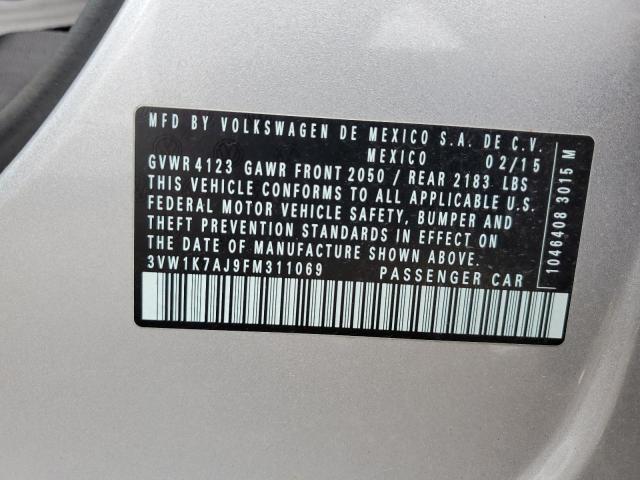 MFD BY VOLKSWAGEN DE MEXICO S.A. DE C.V.
MEXICO 02/15
GVWR 4123 GAWR FRONT 2050 / REAR 2183 LBS
THIS VEHICLE CONFORMS TO ALL APPLICABLE U.S.
FEDERAL MOTOR VEHICLE SAFETY, BUMPER AND
THEFT PREVENTION STANDARDS IN EFFECT ON
THE DATE OF MANUFACTURE SHOWN ABOVE
3VW1K7AJ9FM311069 PASSENGER CAR
1046408 3015 M